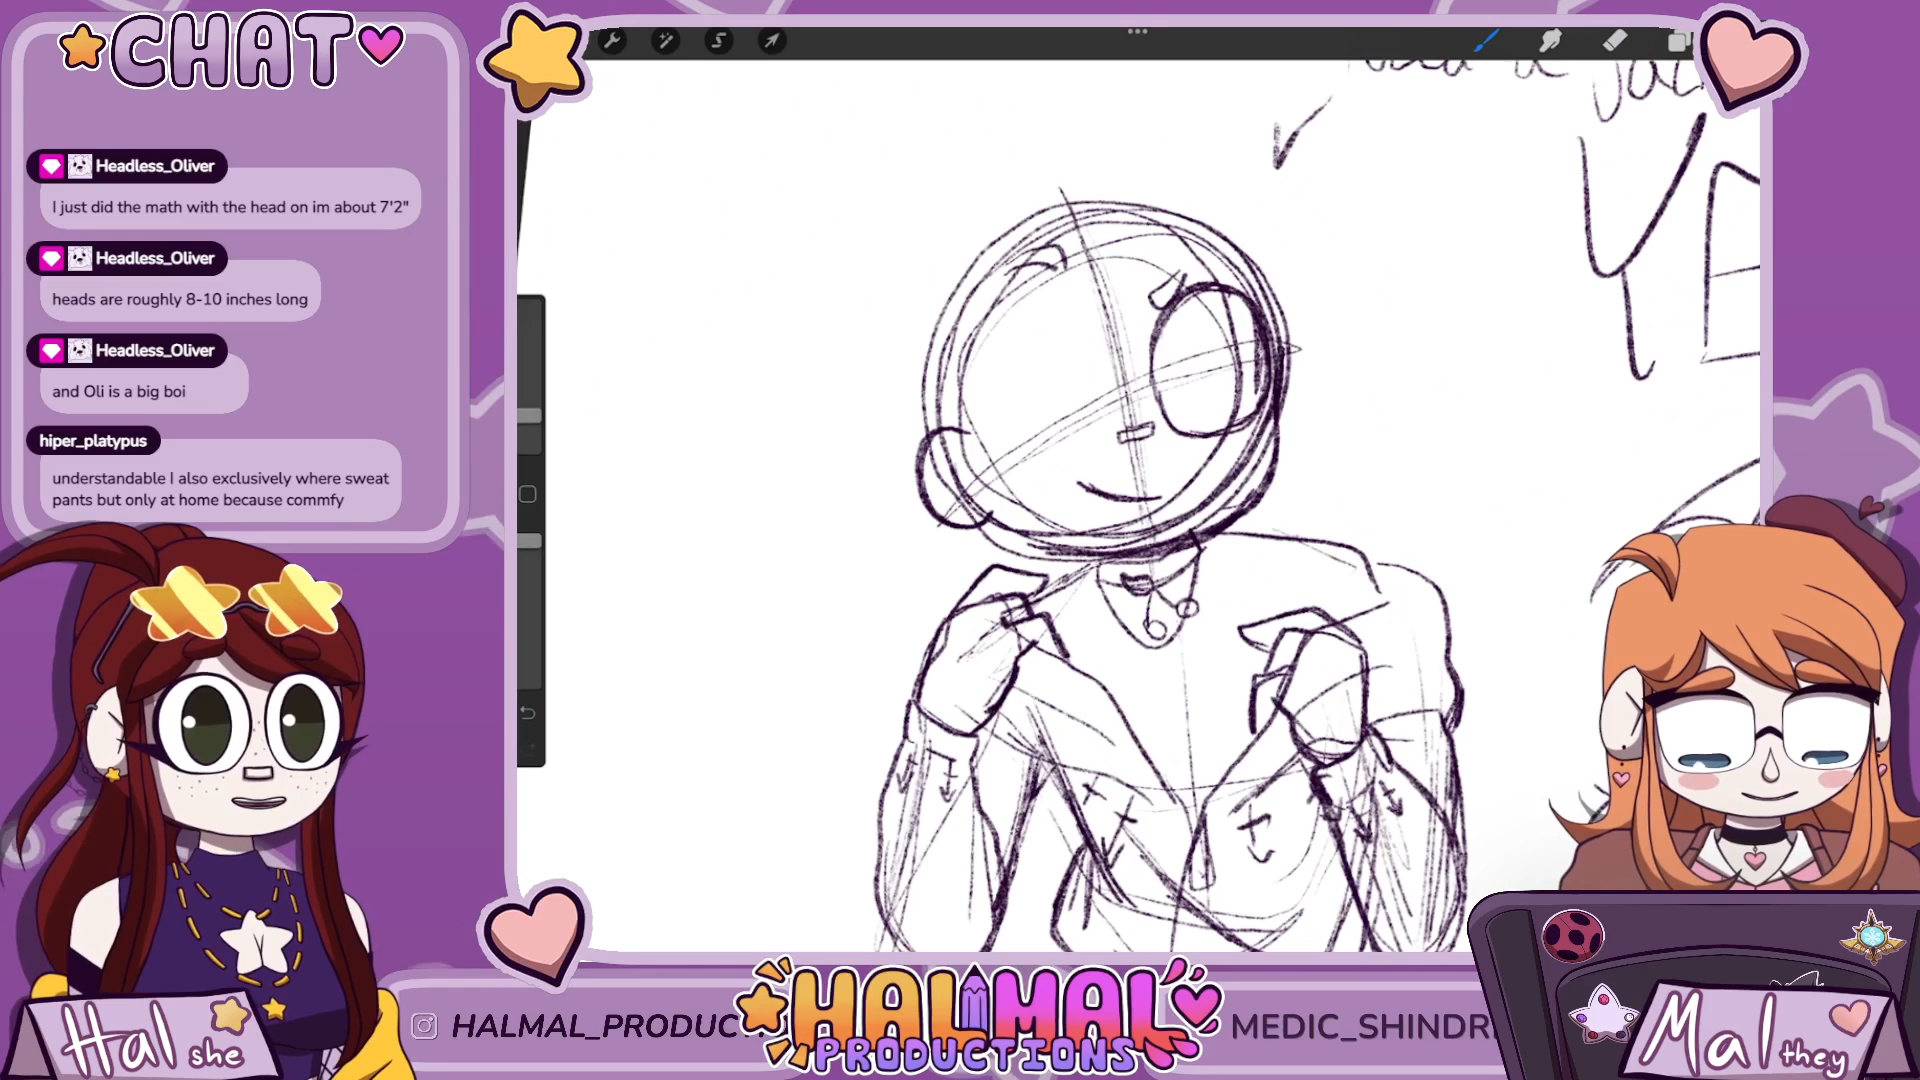 CHAT
Headless_Oliver
I just did the math with the head on im about 7'2"
Headless_Oliver
heads are roughly 8-10 inches long
Headless_Oliver
and Oli is a big boi
hiper_platypus
understandable I also exclusively where sweat
pants but only at home because commfy
YE
Hal she
HALMAL_PRODUCT
HALMAL
PRODUCTIONS
MEDIC_SHINDR
Mal they